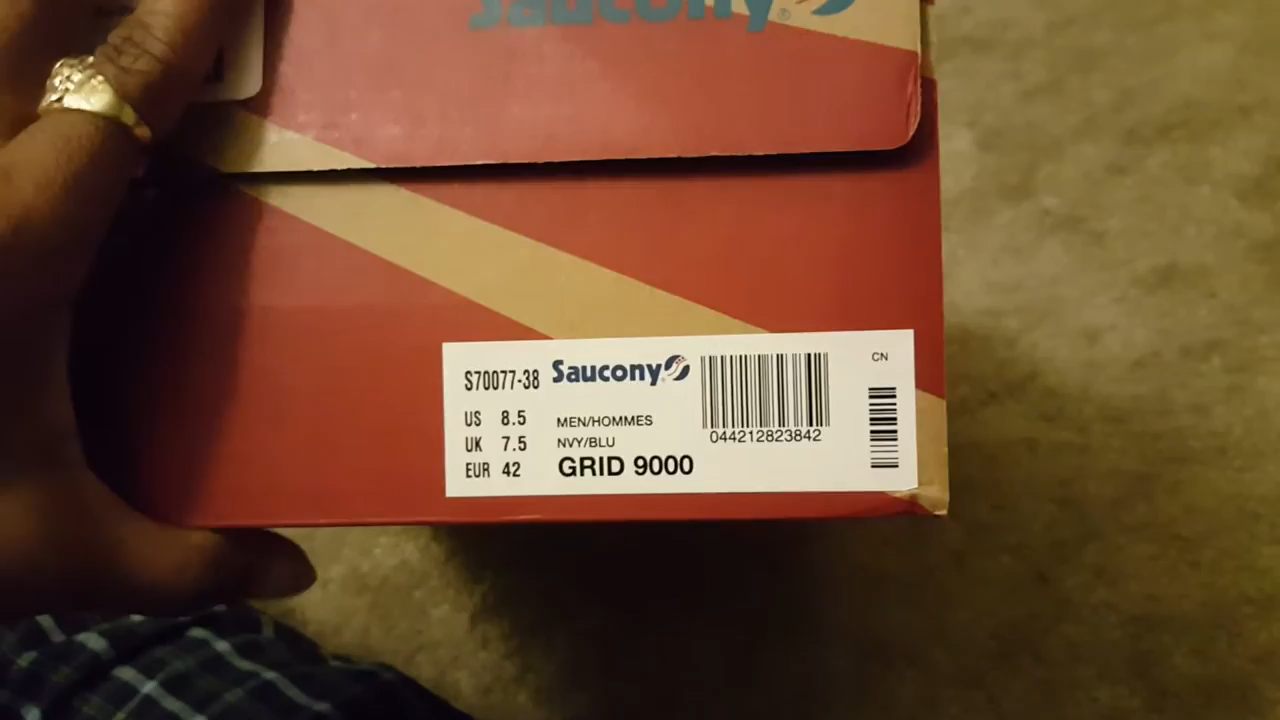 Saucony®
S70077-38
US 8.5
UK 7.5
EUR 42
Saucony
MEN/HOMMES
NVY/BLU
GRID 9000
044212823842
CN